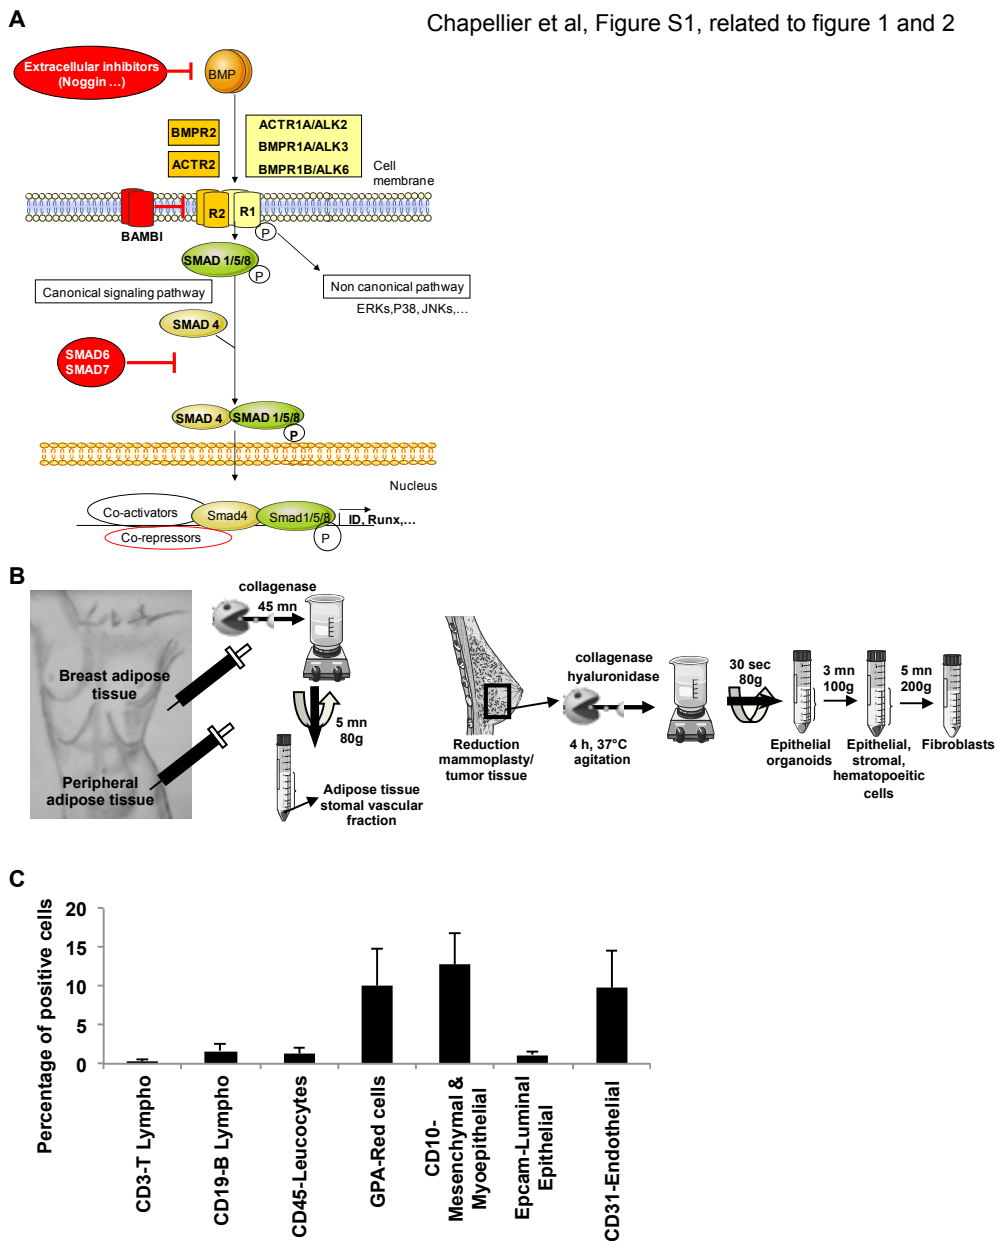 Chapellier et al, Figure S1, related to figure 1 and 2
A
Extracellular inhibitors
(Noggin ...)
BMP
BMPR2
ACTR2
ACTR1A/ALK2
BMPR1A/ALK3
BMPR1B/ALK6
Cell
membrane
R2
R1
BAMBI
P
SMAD 1/5/8
P
Canonical signaling pathway
Non canonical pathway
ERKs,P38, JNKs,...
SMAD 4
SMAD6
SMAD7
SMAD 4
SMAD 1/5/8
P
Nucleus
Co-activators
Smad4
Smad1/5/8
ID, Runx,...
P
Co-repressors
B
collagenase
45 mn
Breast adipose
tissue
Peripheral
adipose tissue
5 mn
80g
Adipose tissue
stomal vascular
fraction
Reduction
mammoplasty/
tumor tissue
collagenase
hyaluronidase
4 h, 37°C
agitation
30 sec
80g
Epithelial
organoids
3 mn
100g
Epithelial,
stromal,
hematopoeitic
cells
5 mn
200g
Fibroblasts
C
Percentage of positive cells
20
15
10
5
0
CD3-T Lympho
CD19-B Lympho
CD45-Leucocytes
GPA-Red cells
CD10-
Mesenchymal &
Myoepithelial
Epcam-Luminal
Epithelial
CD31-Endothelial